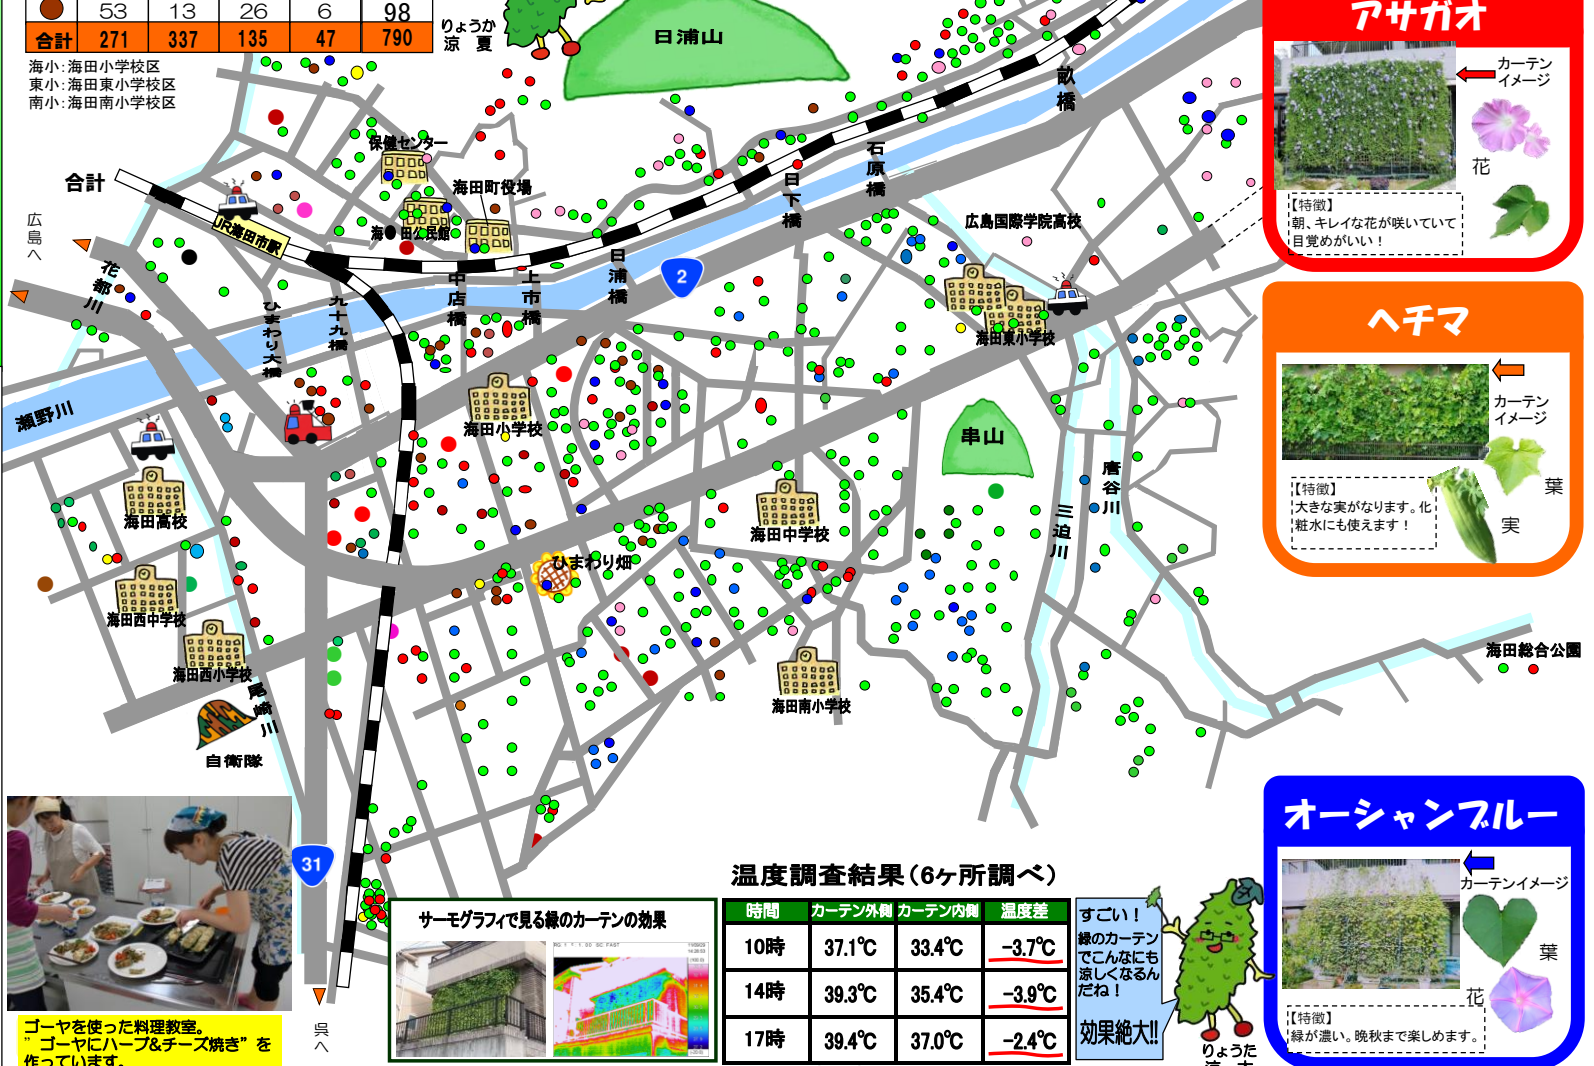 53 13 26 6 98
合計 271 337 135 47 790
海小:海田小学校区
東小:海田東小学校区
南小:海田南小学校区
りょうか
涼 夏
日浦山
畝橋
保健センター
海田町役場
石原橋
合計
日下橋
広島へ
海 田公民館
JR海田市駅
広島国際学院高校
花都川
日浦橋
2
中店橋
上市橋
ひまわり大橋
九十九橋
海田東小学校
瀬野川
海田小学校
串山
唐谷川
海田高校
海田中学校
三迫川
ひまわり畑
海田西中学校
海田西小学校
海田総合公園
尾崎川
海田南小学校
自衛隊
31
呉へ
アサガオ
カーテン
イメージ
花
【特徴】
朝、キレイな花が咲いていて
目覚めがいい！
ヘチマ
カーテン
イメージ
葉
【特徴】
大きな実がなります。化
粧水にも使えます！
実
オーシャンブルー
カーテンイメージ
葉
花
【特徴】
緑が濃い。晩秋まで楽しめます。
ゴーヤを使った料理教室。
”ゴーヤにハーブ&チーズ焼き”を
作っています。
サーモグラフィで見る緑のカーテンの効果
温度調査結果（6ヶ所調べ）
時間 カーテン外側 カーテン内側 温度差
10時 37.1℃ 33.4℃ −3.7℃
14時 39.3℃ 35.4℃ −3.9℃
17時 39.4℃ 37.0℃ −2.4℃
すごい！
緑のカーテン
でこんなにも
涼しくなるん
だね！
効果絶大!!
りょうた